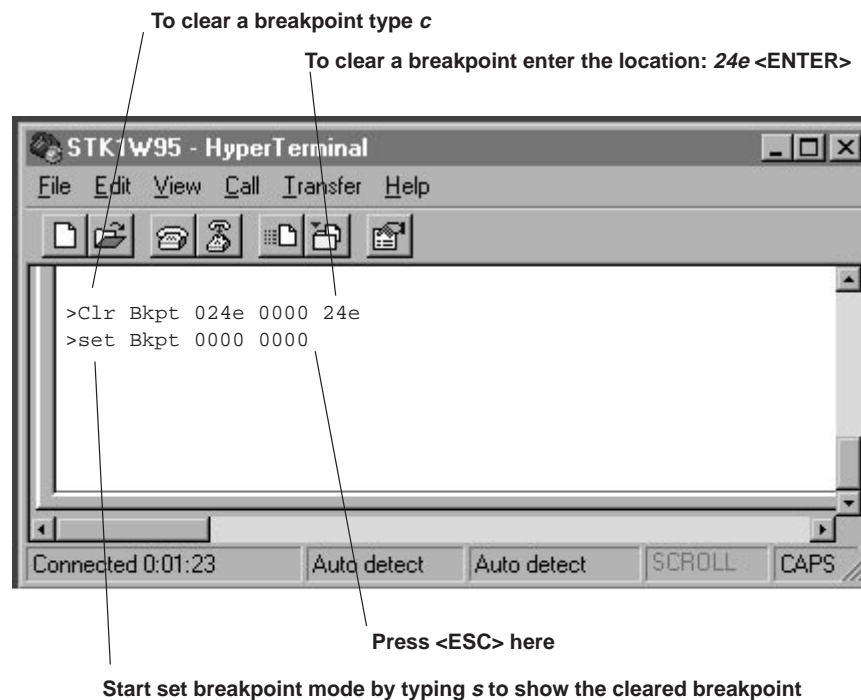 To clear a breakpoint type c
To clear a breakpoint enter the location: 24e <ENTER>
STK1W95 - HyperTerminal
File Edit View Call Transfer Help
>Clr Bkpt 024e 0000 24e
>set Bkpt 0000 0000
Connected 0:01:23 Auto detect Auto detect SCROLL CAPS
Press <ESC> here
Start set breakpoint mode by typing s to show the cleared breakpoint